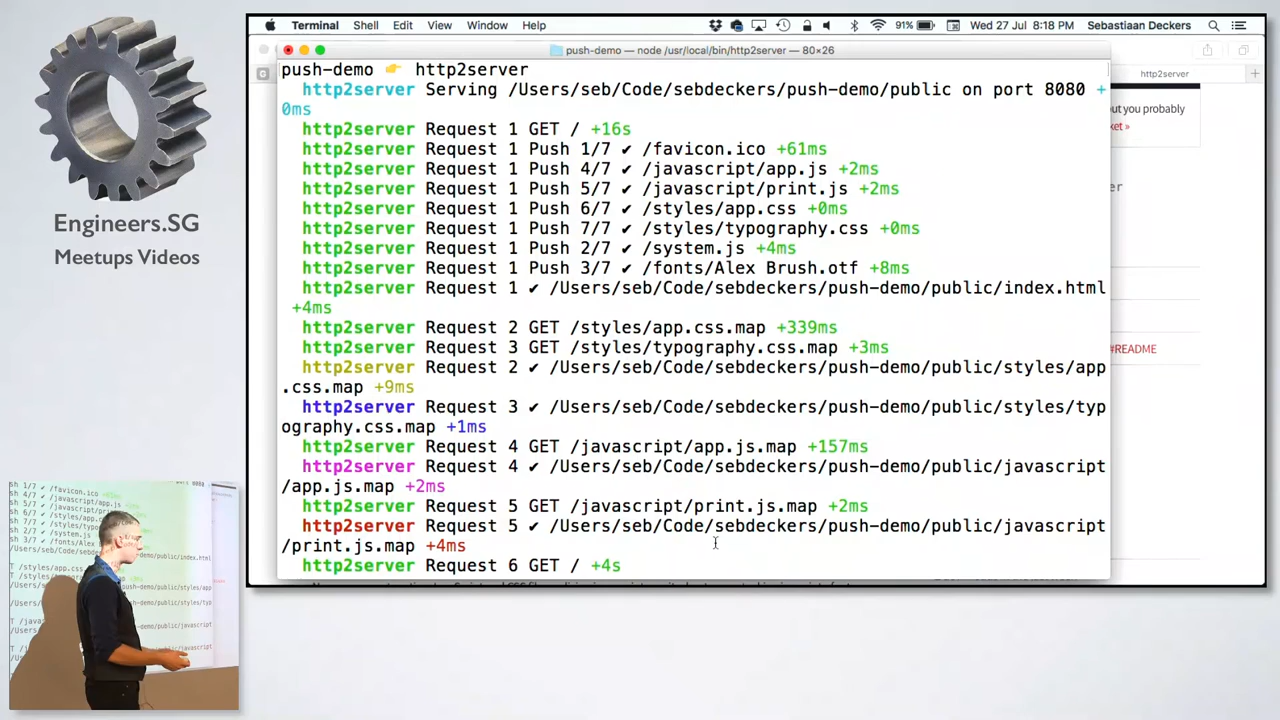 Terminal Shell Edit View Window Help 91% Wed 27 Jul 8:18 PM Sebastiaan Deckers
push-demo — node /usr/local/bin/http2server — 80×26
http2server
push-demo 👉 http2server
http2server Serving /Users/seb/Code/sebdeckers/push-demo/public on port 8080 +
0ms
http2server Request 1 GET / +16s
http2server Request 1 Push 1/7 ✔ /favicon.ico +61ms
http2server Request 1 Push 4/7 ✔ /javascript/app.js +2ms
http2server Request 1 Push 5/7 ✔ /javascript/print.js +2ms
http2server Request 1 Push 6/7 ✔ /styles/app.css +0ms
http2server Request 1 Push 7/7 ✔ /styles/typography.css +0ms
http2server Request 1 Push 2/7 ✔ /system.js +4ms
http2server Request 1 Push 3/7 ✔ /fonts/Alex Brush.otf +8ms
http2server Request 1 ✔ /Users/seb/Code/sebdeckers/push-demo/public/index.html
+4ms
http2server Request 2 GET /styles/app.css.map +339ms
http2server Request 3 GET /styles/typography.css.map +3ms
http2server Request 2 ✔ /Users/seb/Code/sebdeckers/push-demo/public/styles/app
.css.map +9ms
http2server Request 3 ✔ /Users/seb/Code/sebdeckers/push-demo/public/styles/typ
ography.css.map +1ms
http2server Request 4 GET /javascript/app.js.map +157ms
http2server Request 4 ✔ /Users/seb/Code/sebdeckers/push-demo/public/javascript
/app.js.map +2ms
http2server Request 5 GET /javascript/print.js.map +2ms
http2server Request 5 ✔ /Users/seb/Code/sebdeckers/push-demo/public/javascript
/print.js.map +4ms
http2server Request 6 GET / +4s
out you probably
#README
Engineers.SG
Meetups Videos